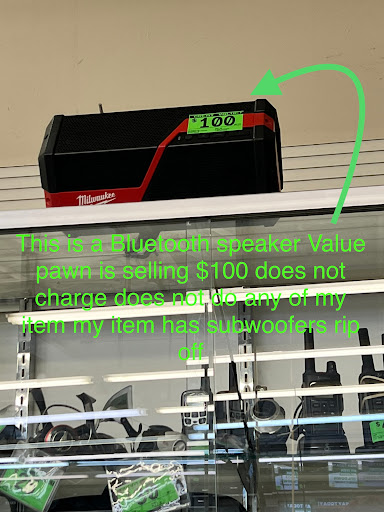 $100
Milwaukee
This is a Bluetooth speaker Value
pawn is selling $100 does not
charge does not do any of my
item my item has subwoofers rip
off